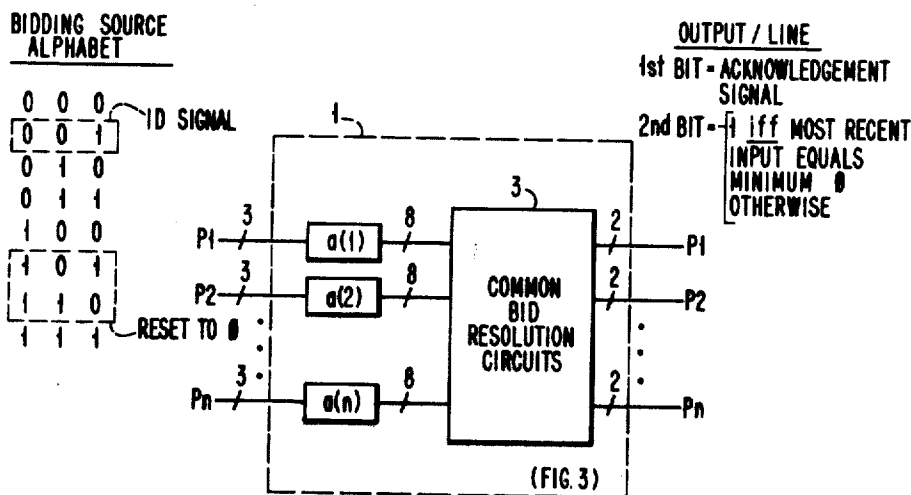 BIDDING SOURCE
ALPHABET
0 0 0
0 0 1
ID SIGNAL
0 1 0
0 1 1
1 0 0
1 0 1
1 1 0
RESET TO 0
1 1 1
1
3
P1 3 a(1) 8 2 P1
P2 3 a(2) 8 2 P2
Pn 3 a(n) 8 2 Pn
COMMON
BID
RESOLUTION
CIRCUITS
(FIG. 3)
OUTPUT / LINE
1st BIT = ACKNOWLEDGEMENT
SIGNAL
2nd BIT = 1 iff MOST RECENT
INPUT EQUALS
MINIMUM 0
OTHERWISE